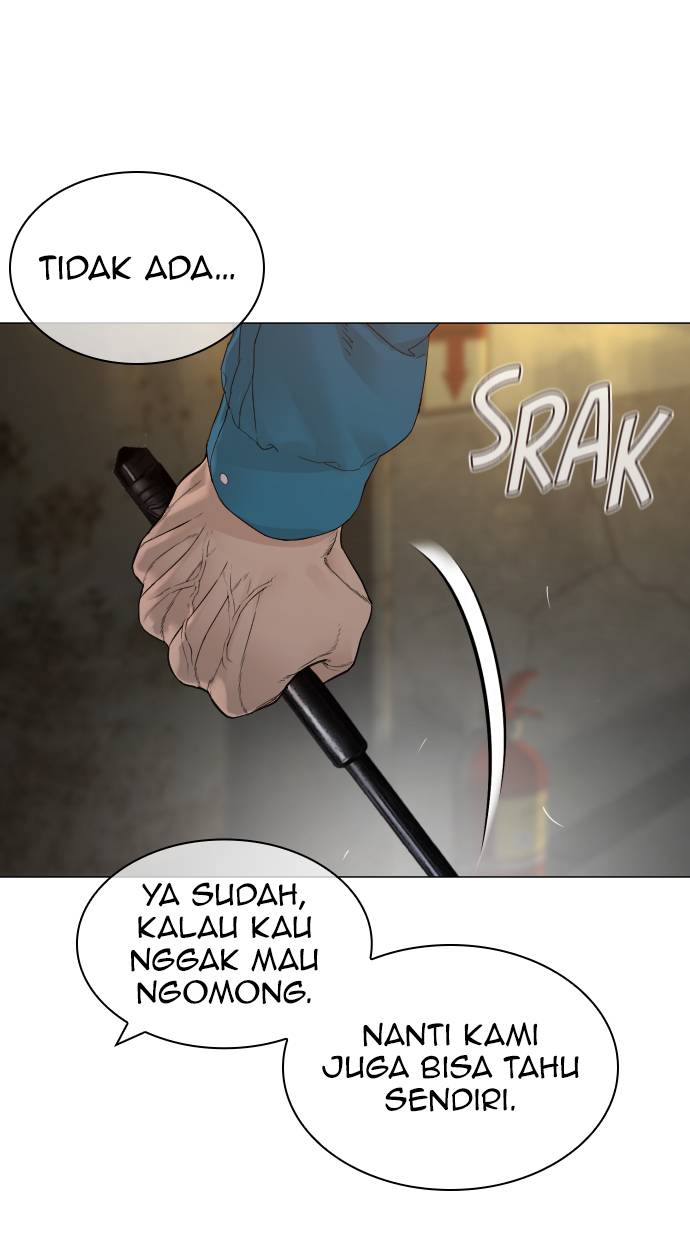 TIDAK ADA...
SRAK
YA SUDAH,
KALAU KAU
NGGAK MAU
NGOMONG.
NANTI KAMI
JUGA BISA TAHU
SENDIRI.